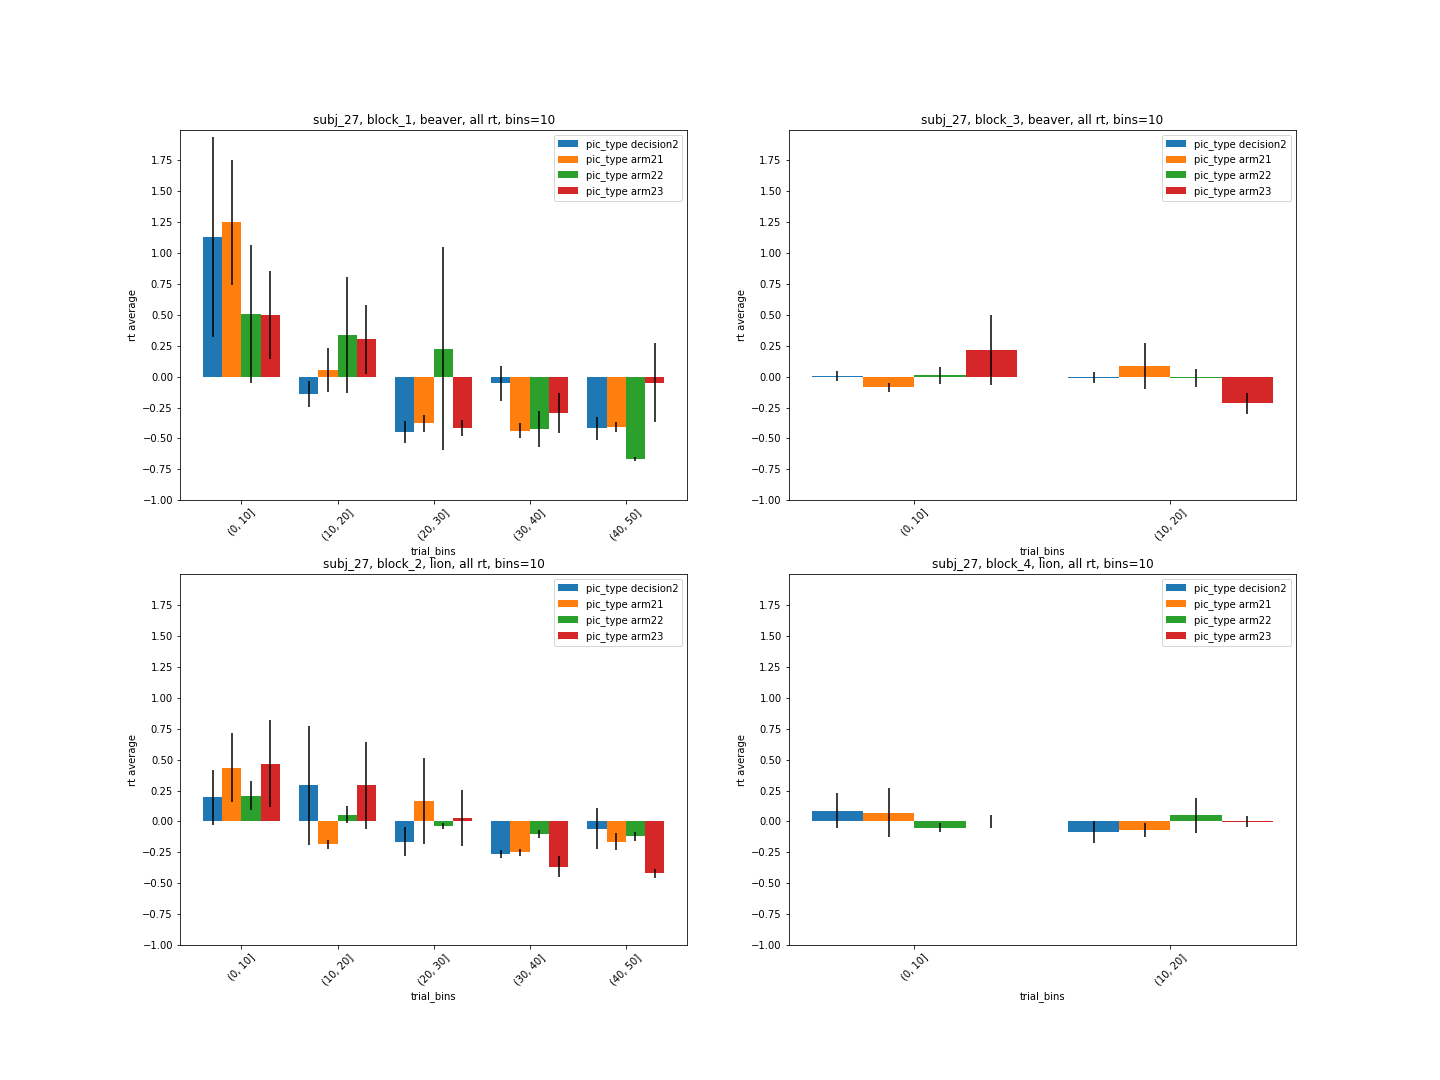 subj_27, block_1, beaver, all rt, bins=10
pic_type decision2
pic_type arm21
pic_type arm22
pic_type arm23
rt average
1.75
1.50
1.25
1.00
0.75
0.50
0.25
0.00
−0.25
−0.50
−0.75
−1.00
(0, 10]
(10, 20]
(20, 30]
(30, 40]
(40, 50]
trial_bins
subj_27, block_3, beaver, all rt, bins=10
pic_type decision2
pic_type arm21
pic_type arm22
pic_type arm23
rt average
1.75
1.50
1.25
1.00
0.75
0.50
0.25
0.00
−0.25
−0.50
−0.75
−1.00
(0, 10]
(10, 20]
trial_bins
subj_27, block_2, lion, all rt, bins=10
pic_type decision2
pic_type arm21
pic_type arm22
pic_type arm23
rt average
1.75
1.50
1.25
1.00
0.75
0.50
0.25
0.00
−0.25
−0.50
−0.75
−1.00
(0, 10]
(10, 20]
(20, 30]
(30, 40]
(40, 50]
trial_bins
subj_27, block_4, lion, all rt, bins=10
pic_type decision2
pic_type arm21
pic_type arm22
pic_type arm23
rt average
1.75
1.50
1.25
1.00
0.75
0.50
0.25
0.00
−0.25
−0.50
−0.75
−1.00
(0, 10]
(10, 20]
trial_bins